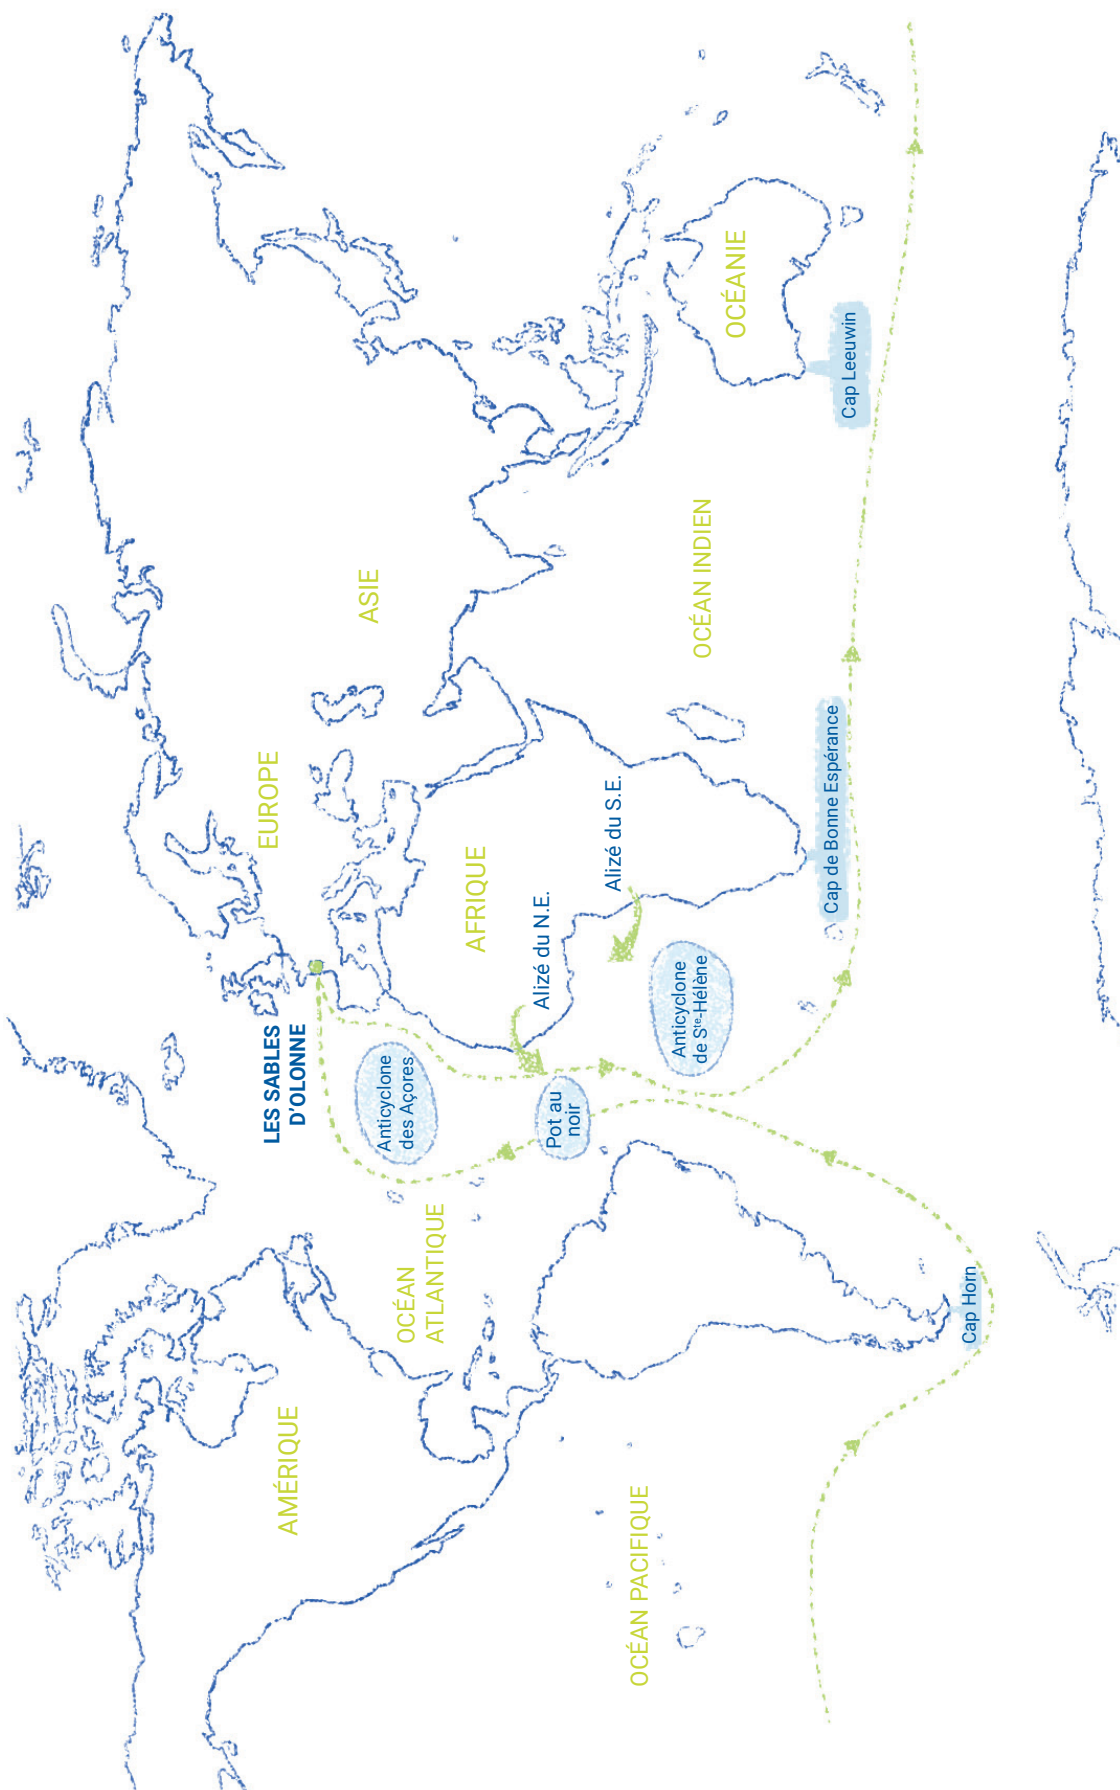 AMÉRIQUE
EUROPE
ASIE
LES SABLES
D'OLONNE
OCÉAN
ATLANTIQUE
Anticyclone
des Açores
AFRIQUE
Alizé du N.E.
Pot au
noir
Alizé du S.E.
OCÉAN PACIFIQUE
Anticyclone
de Ste-Hélène
OCÉAN INDIEN
OCÉANIE
Cap de Bonne Espérance
Cap Leeuwin
Cap Horn